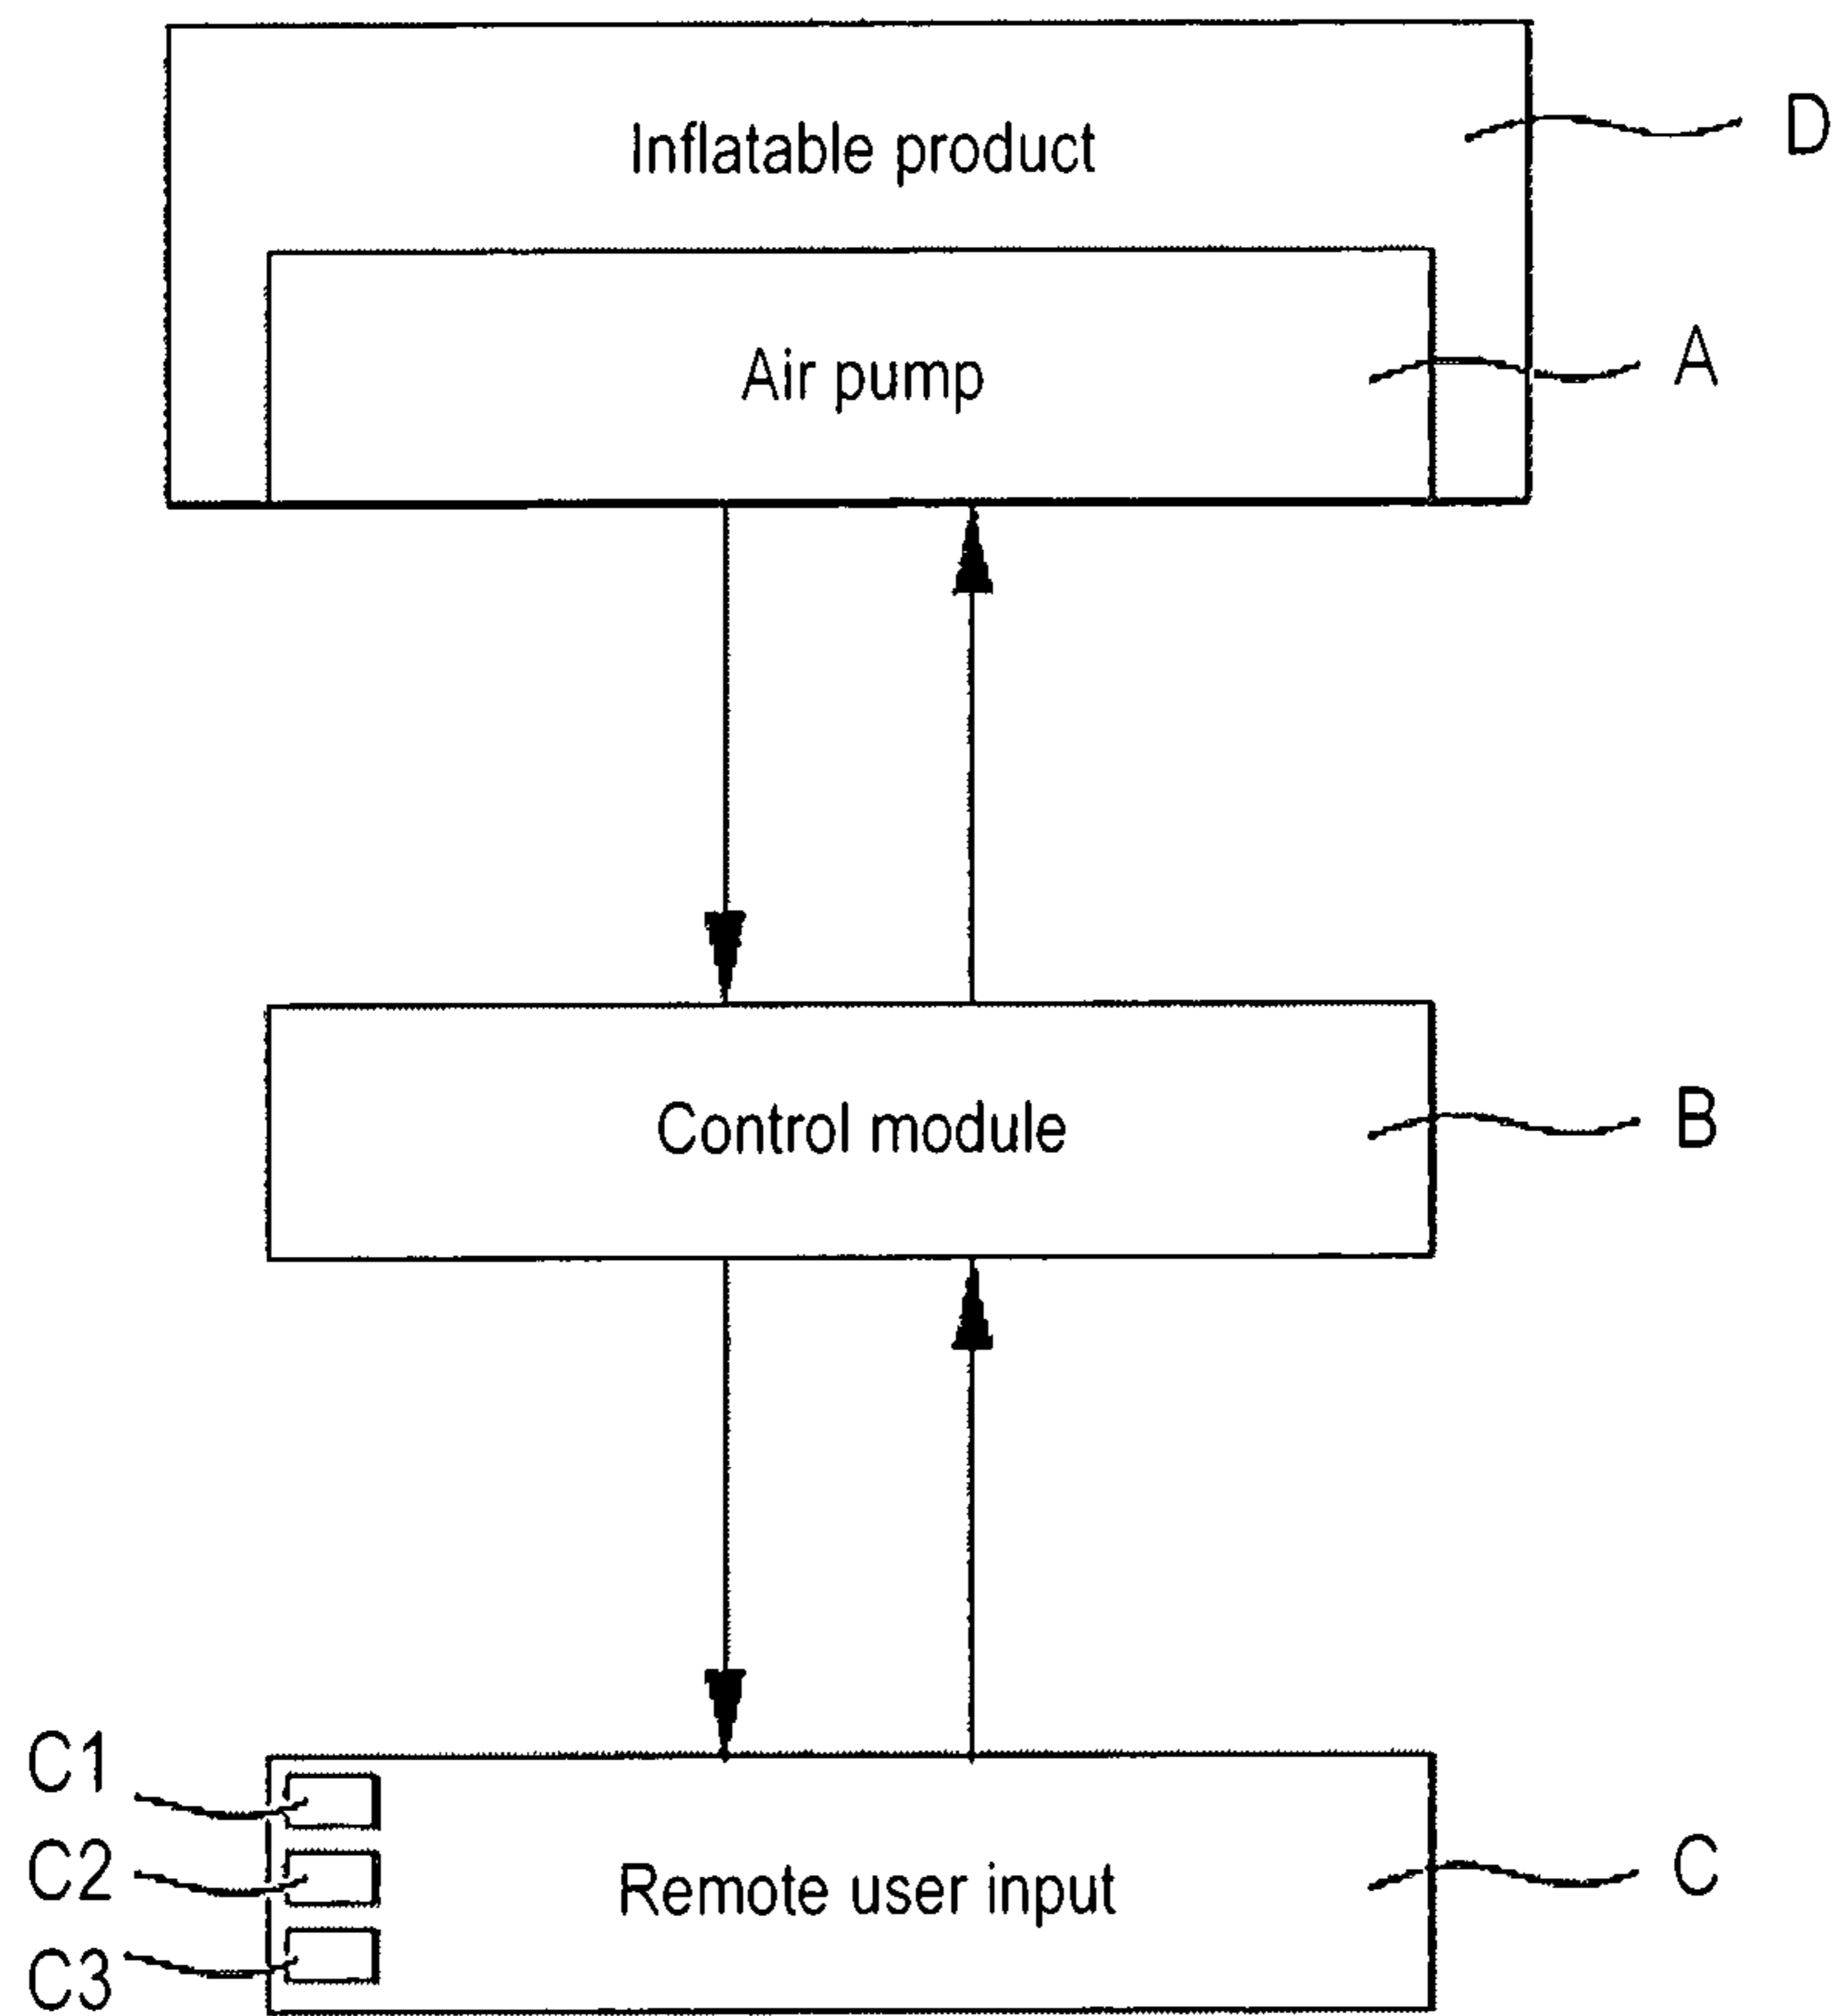 D
Inflatable product
A
Air pump
B
Control module
C1
C2
C
Remote user input
C3